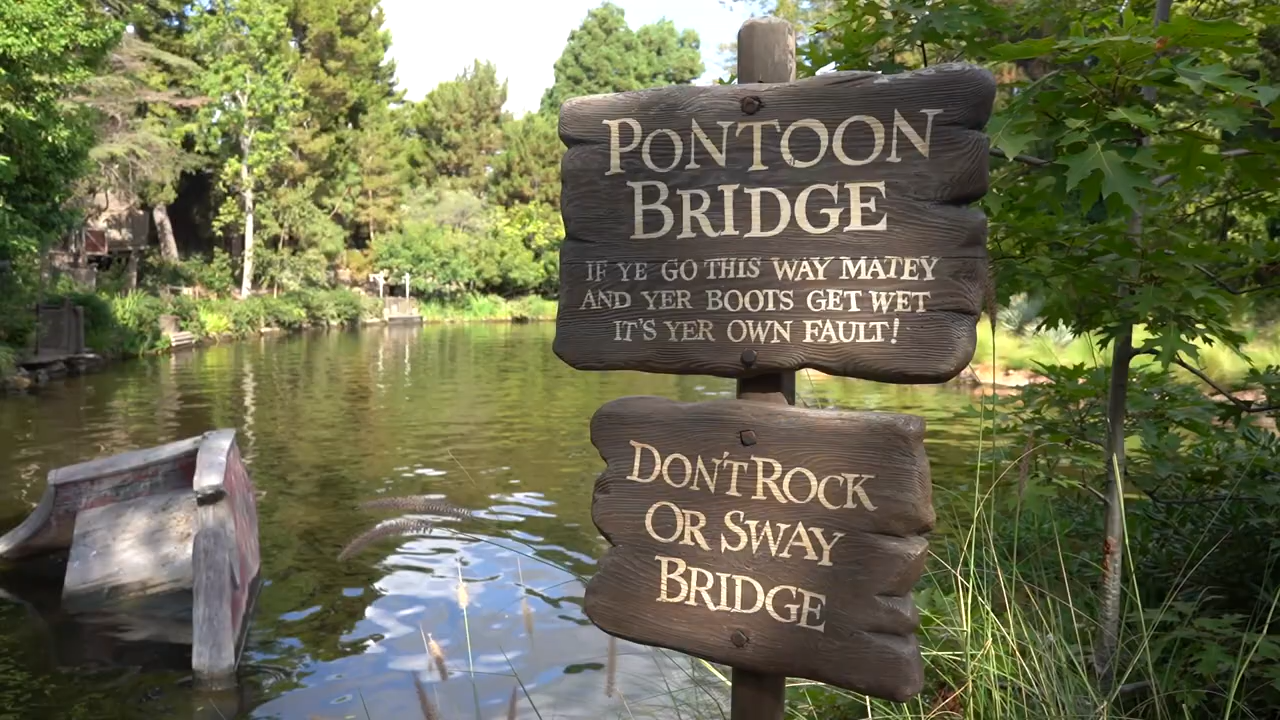 PONTOON
BRIDGE
IF YE GO THIS WAY MATEY
AND YER BOOTS GET WET
IT'S YER OWN FAULT!
DON'T ROCK
OR SWAY
BRIDGE